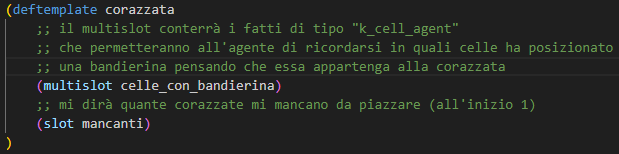 (deftemplate corazzata
;; il multislot conterrà i fatti di tipo "k_cell_agent"
;; che permetteranno all'agente di ricordarsi in quali celle ha posizionato
;; una bandierina pensando che essa appartenga alla corazzata
(multislot celle_con_bandierina)
;; mi dirà quante corazzate mi mancano da piazzare (all'inizio 1)
(slot mancanti)
)